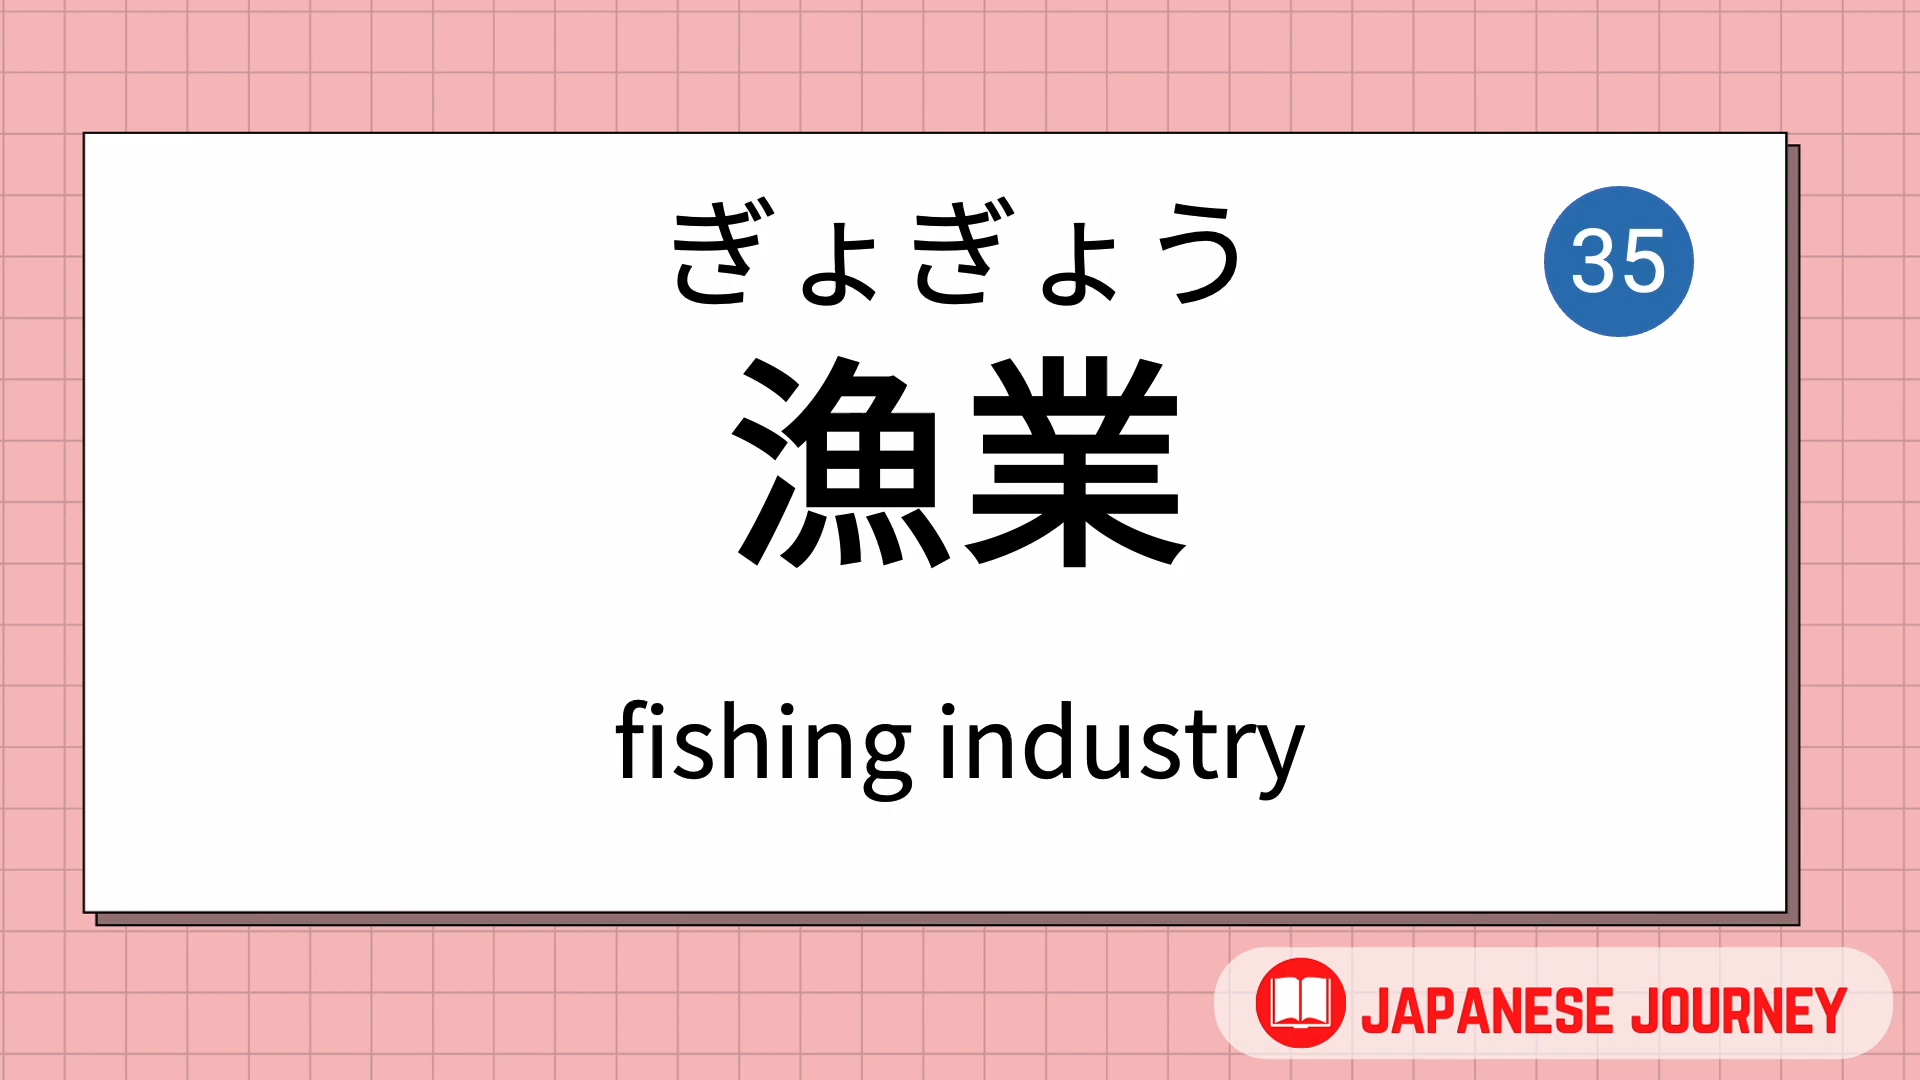 ぎょぎょう
35
漁業
fishing industry
JAPANESE JOURNEY